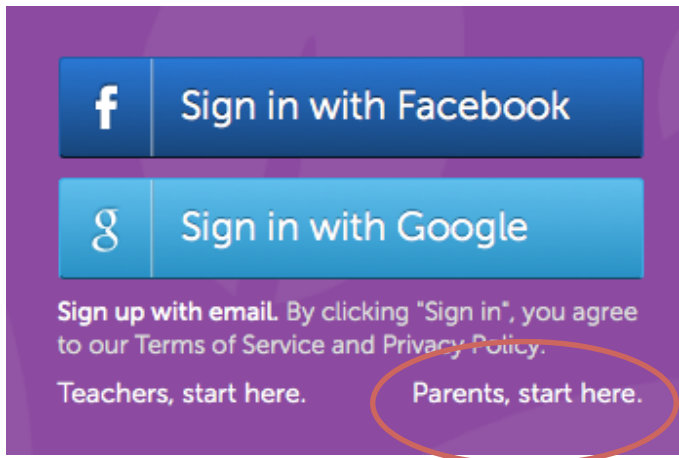 f Sign in with Facebook
g Sign in with Google
Sign up with email. By clicking "Sign in", you agree
to our Terms of Service and Privacy Policy.
Teachers, start here. Parents, start here.